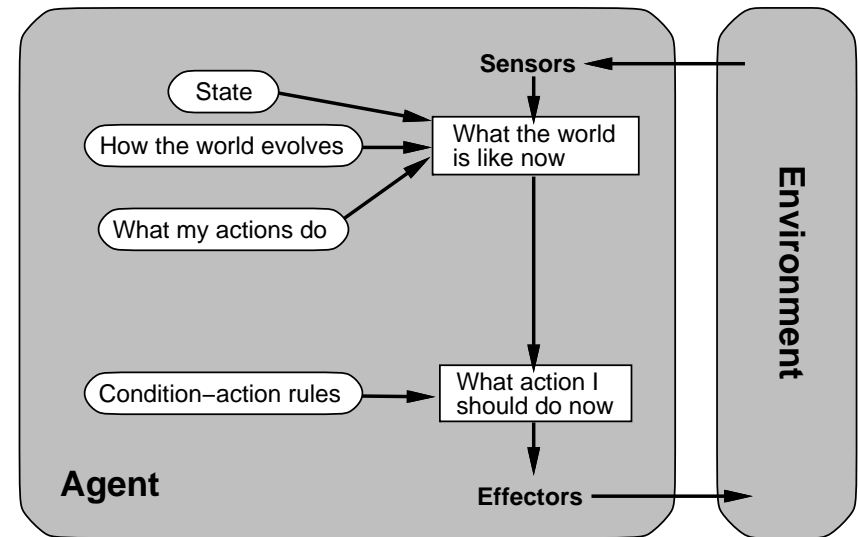 Sensors
State
How the world evolves
What the world
is like now
What my actions do
Environment
Condition−action rules
What action I
should do now
Agent
Effectors